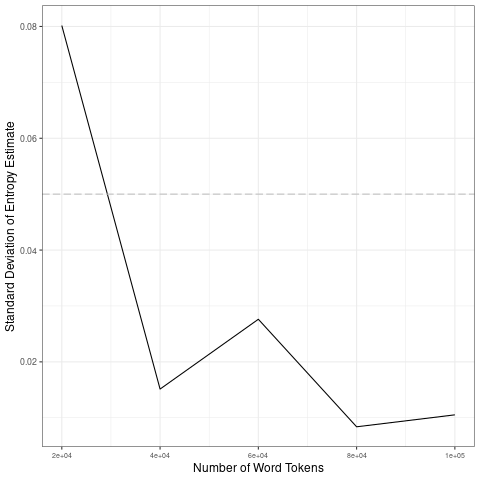 Standard Deviation of Entropy Estimate
0.08
0.06
0.04
0.02
2e+04 4e+04 6e+04 8e+04 1e+05
Number of Word Tokens